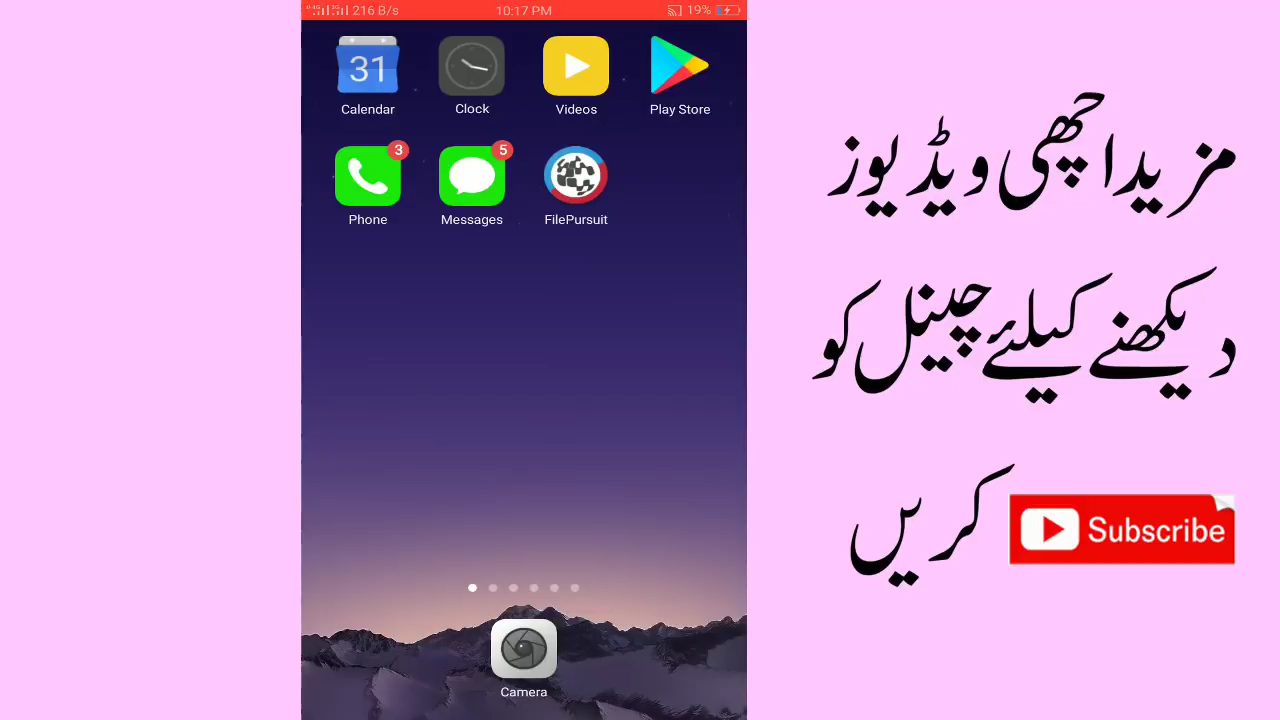 216 B/s 10:17 PM 19%
31
Calendar Clock Videos Play Store
3 5
Phone Messages FilePursuit
Camera
مزید اچھی ویڈیوز
دیکھنے کیلئے چینل کو
Subscribe کریں